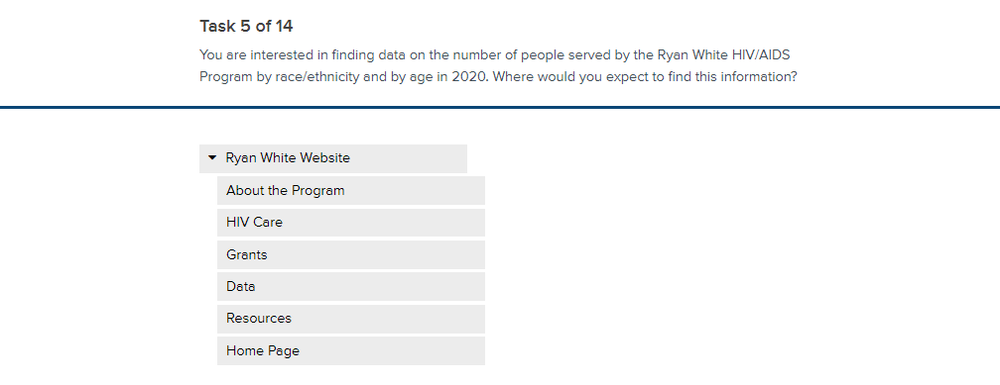 Task 5 of 14
You are interested in finding data on the number of people served by the Ryan White HIV/AIDS
Program by race/ethnicity and by age in 2020. Where would you expect to find this information?
Ryan White Website
About the Program
HIV Care
Grants
Data
Resources
Home Page